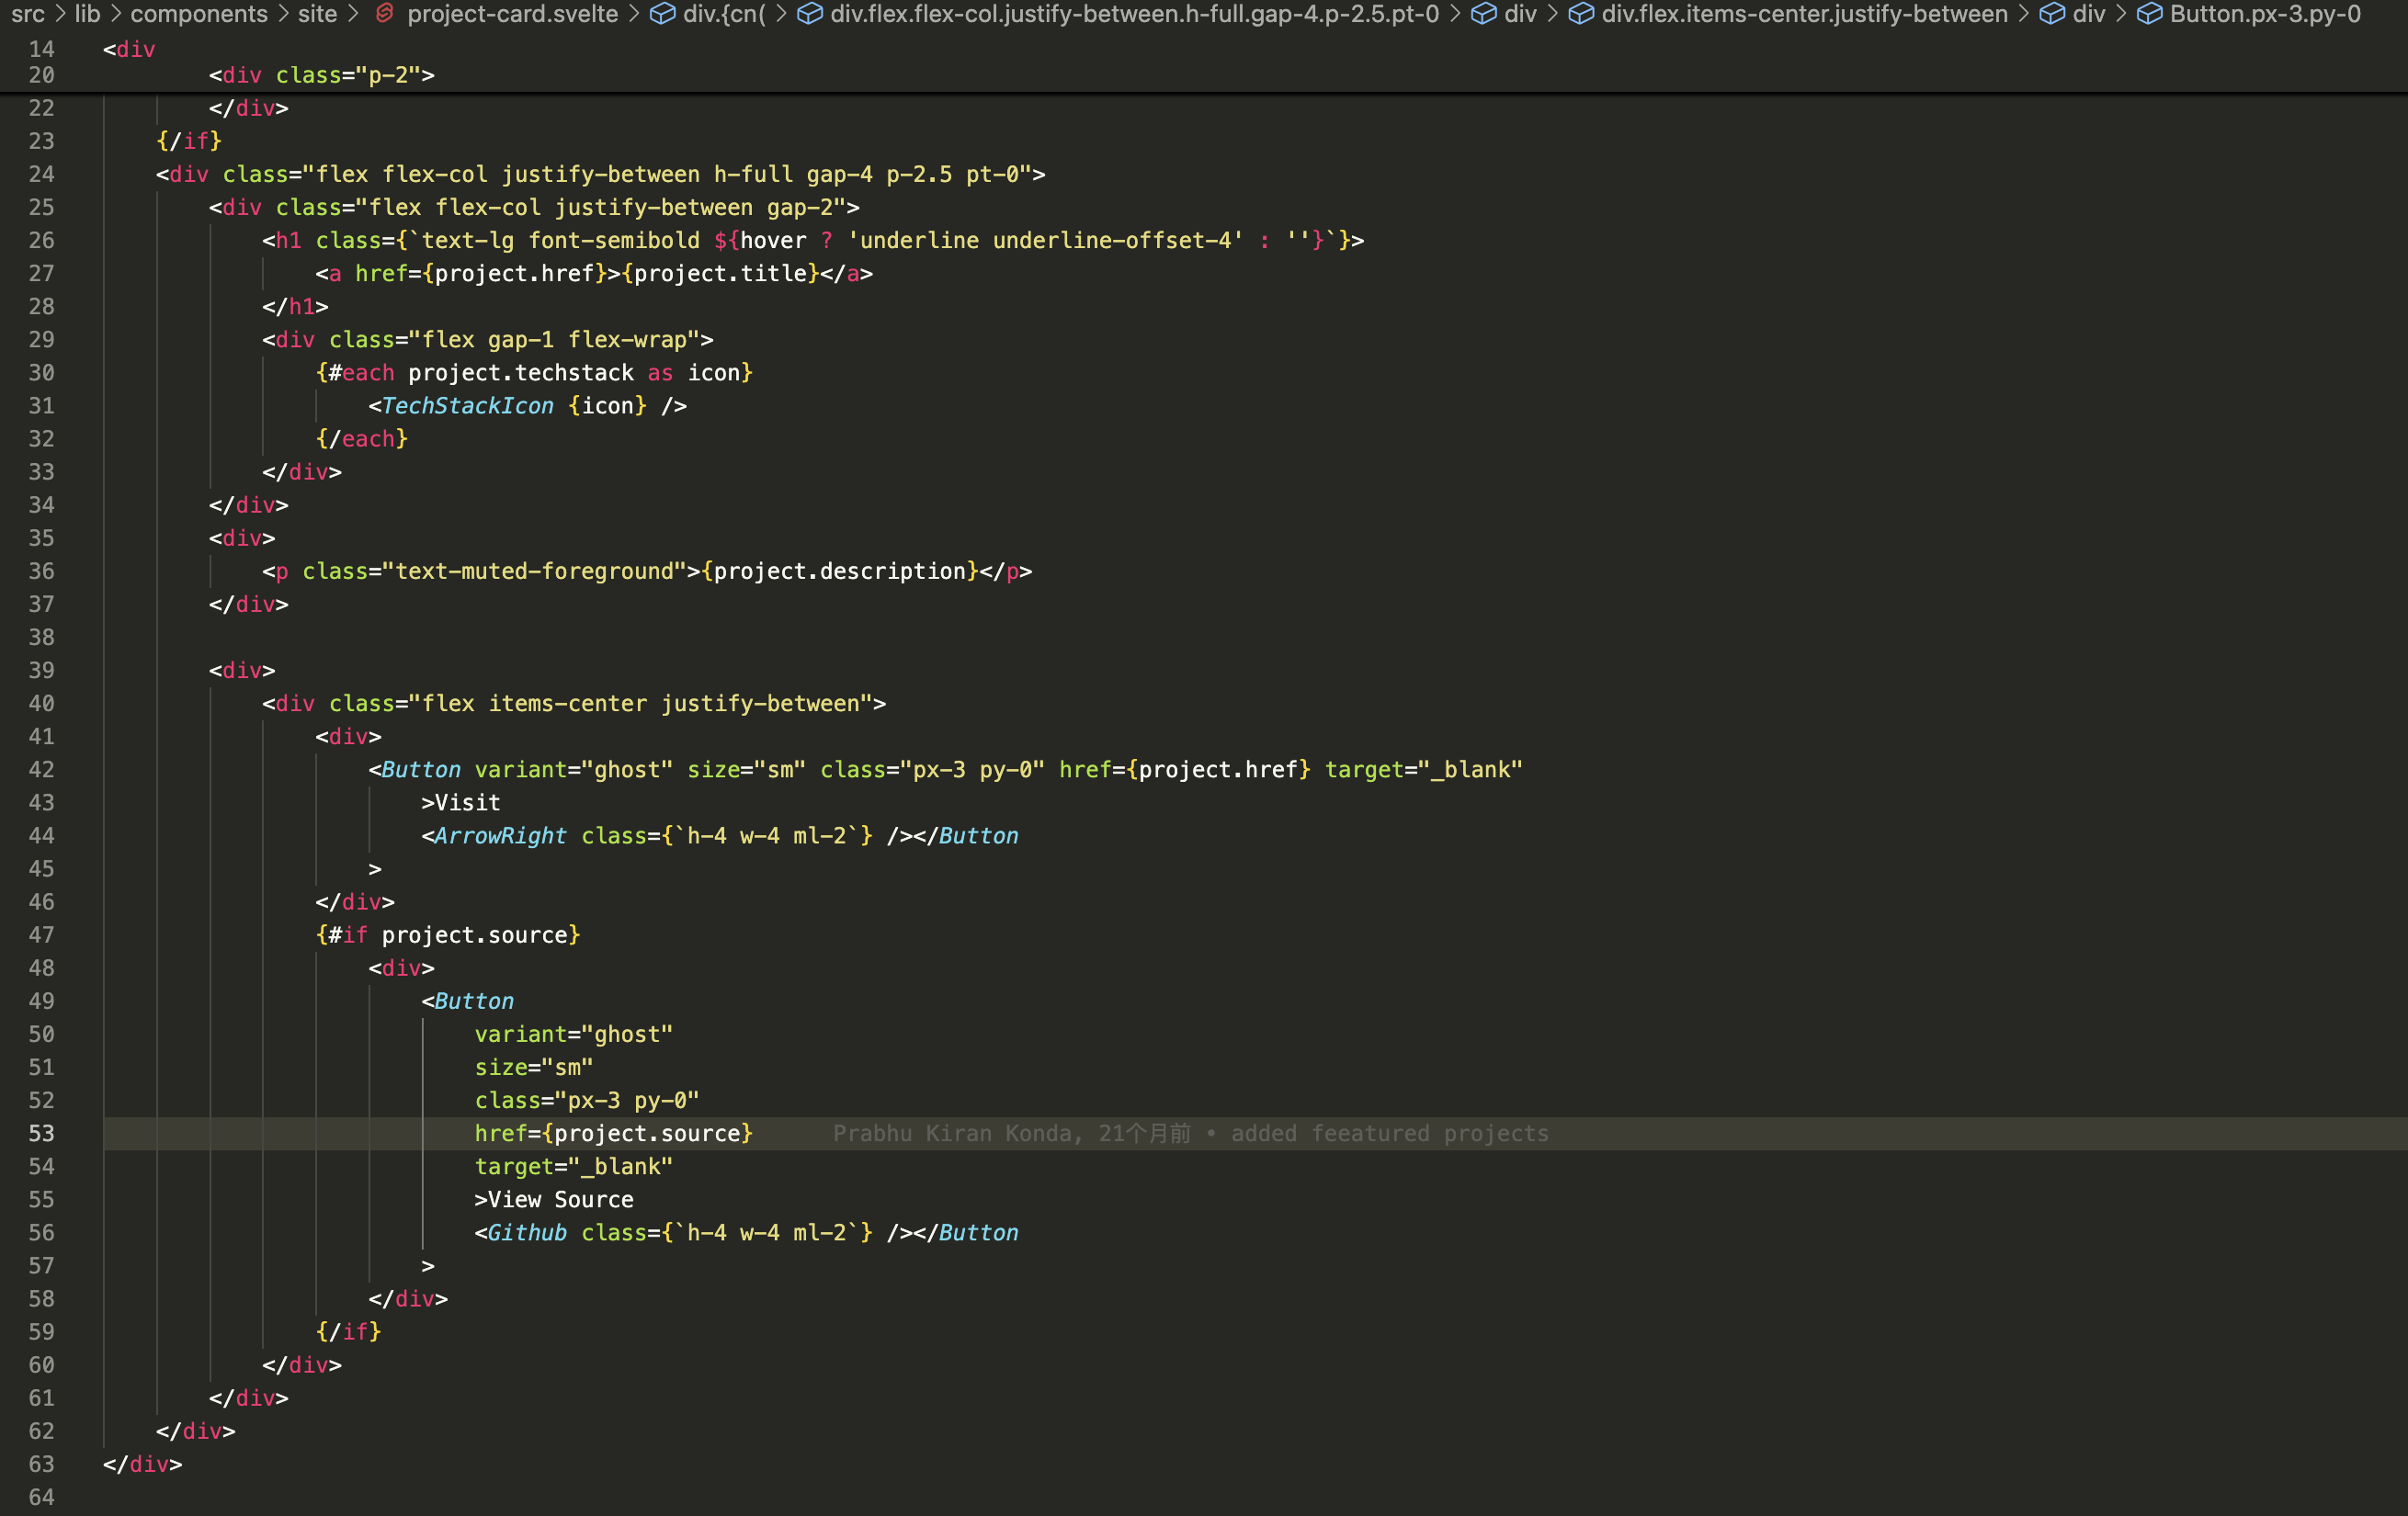 src > lib > components > site > project-card.svelte > div.{cn( > div.flex.flex-col.justify-between.h-full.gap-4.p-2.5.pt-0 > div > div.flex.items-center.justify-between > div > Button.px-3.py-0
14 <div
20 <div class="p-2">
22 </div>
23 {/if}
24 <div class="flex flex-col justify-between h-full gap-4 p-2.5 pt-0">
25 <div class="flex flex-col justify-between gap-2">
26 <h1 class={`text-lg font-semibold ${hover ? 'underline underline-offset-4' : ''}`}>
27 <a href={project.href}>{project.title}</a>
28 </h1>
29 <div class="flex gap-1 flex-wrap">
30 {#each project.techstack as icon}
31 <TechStackIcon {icon} />
32 {/each}
33 </div>
34 </div>
35 <div>
36 <p class="text-muted-foreground">{project.description}</p>
37 </div>
38
39 <div>
40 <div class="flex items-center justify-between">
41 <div>
42 <Button variant="ghost" size="sm" class="px-3 py-0" href={project.href} target="_blank"
43 >Visit
44 <ArrowRight class={`h-4 w-4 ml-2`} /></Button
45 >
46 </div>
47 {#if project.source}
48 <div>
49 <Button
50 variant="ghost"
51 size="sm"
52 class="px-3 py-0"
53 href={project.source} Prabhu Kiran Konda, 21个月前 • added feeatured projects
54 target="_blank"
55 >View Source
56 <Github class={`h-4 w-4 ml-2`} /></Button
57 >
58 </div>
59 {/if}
60 </div>
61 </div>
62 </div>
63 </div>
64